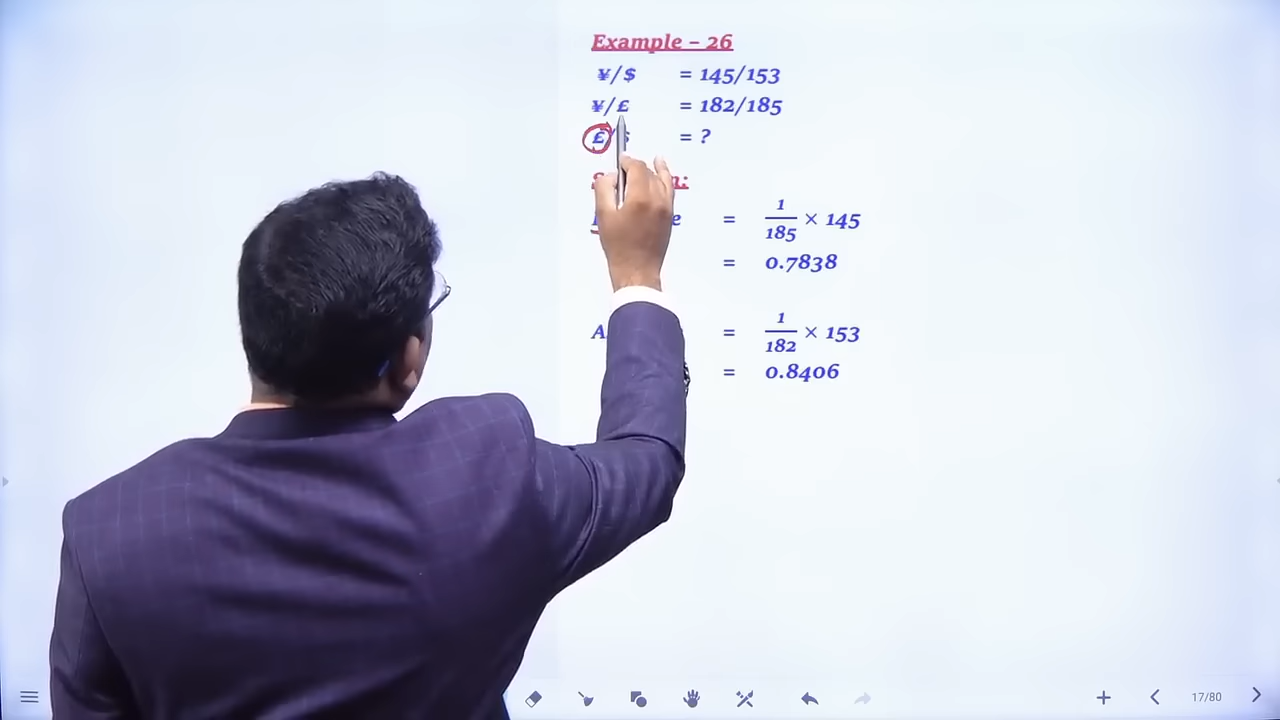 Example – 26
¥/$ = 145/153
¥/£ = 182/185
£/$ = ?
= 1/185 × 145
= 0.7838
= 1/182 × 153
= 0.8406
17/80